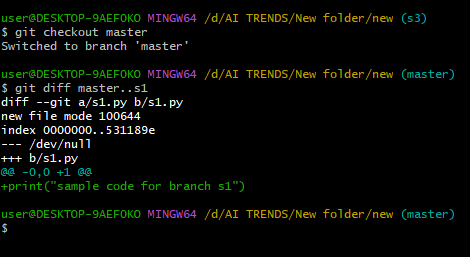 user@DESKTOP-9AEFOKO MINGW64 /d/AI TRENDS/New folder/new (s3)
$ git checkout master
Switched to branch 'master'
user@DESKTOP-9AEFOKO MINGW64 /d/AI TRENDS/New folder/new (master)
$ git diff master..s1
diff --git a/s1.py b/s1.py
new file mode 100644
index 0000000..531189e
--- /dev/null
+++ b/s1.py
@@ -0,0 +1 @@
+print("sample code for branch s1")
user@DESKTOP-9AEFOKO MINGW64 /d/AI TRENDS/New folder/new (master)
$